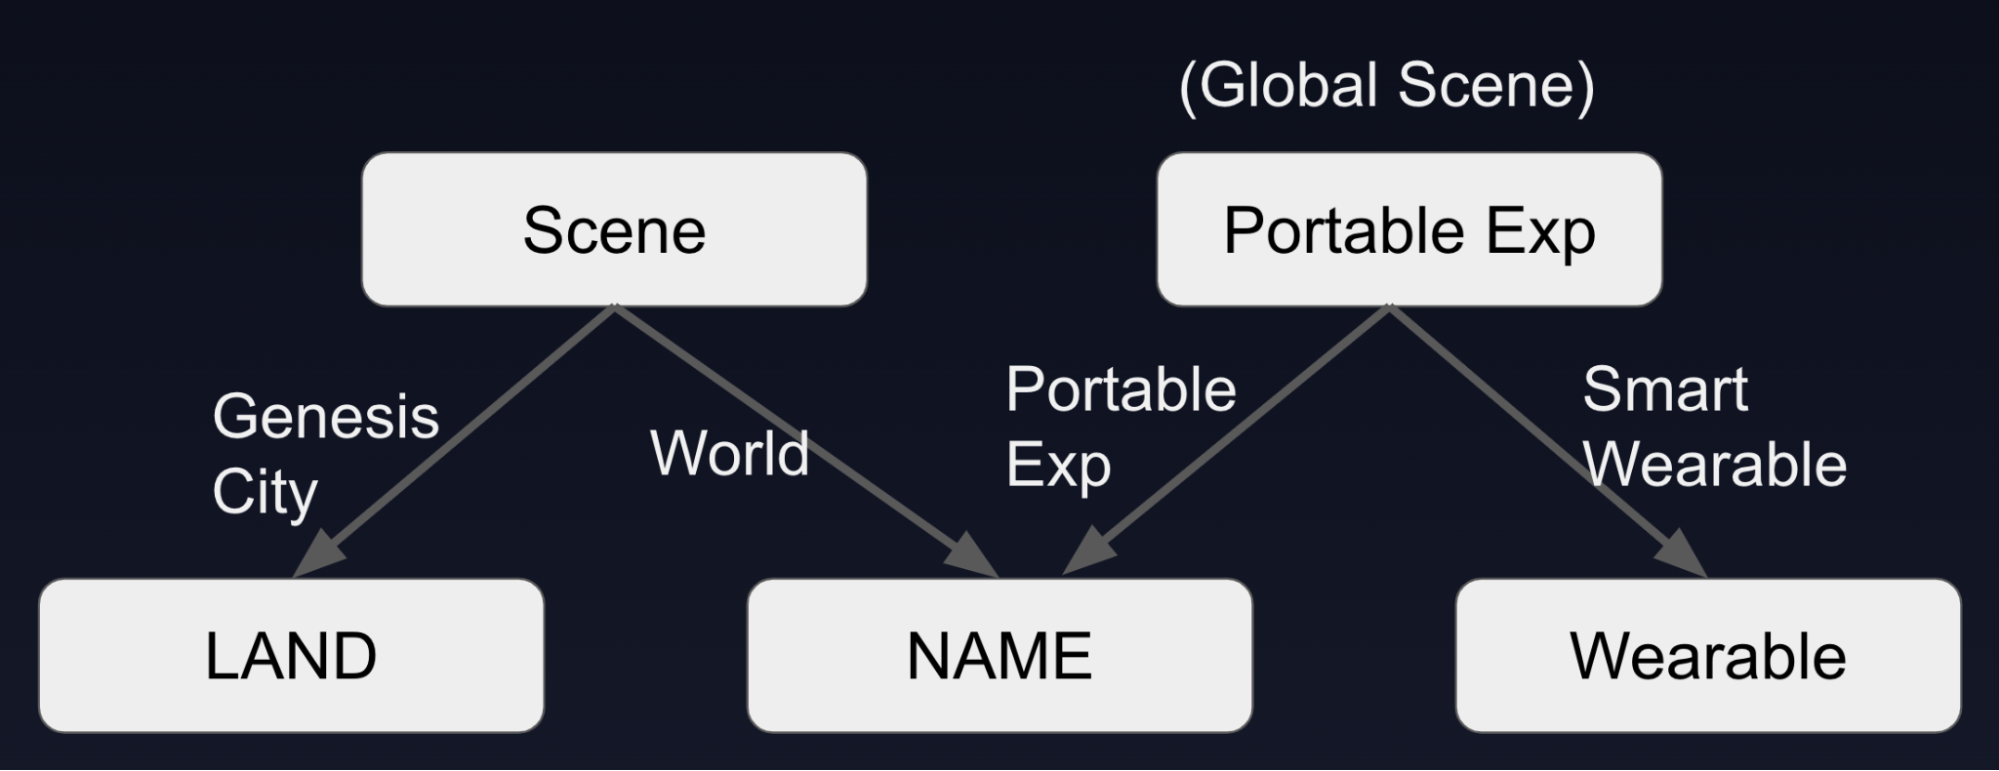 (Global Scene)
Scene
Portable Exp
Genesis
City
World
Portable
Exp
Smart
Wearable
LAND
NAME
Wearable